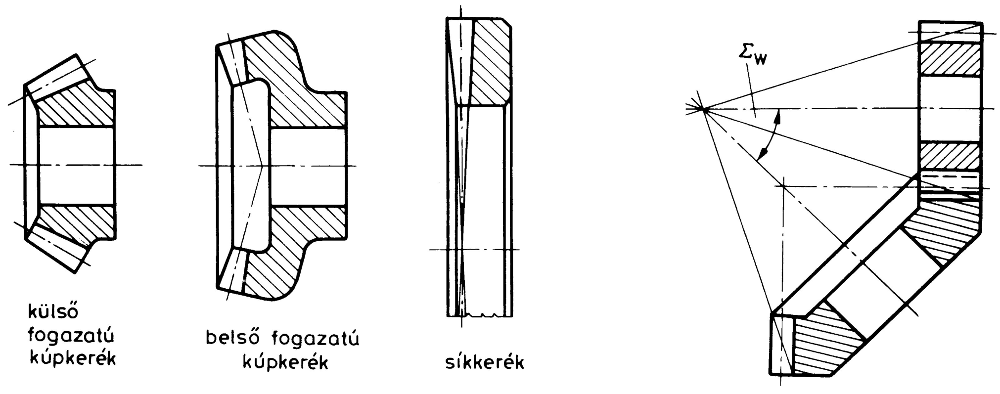 külső
fogazatú
kúpkerék
belső fogazatú
kúpkerék
síkkerék
Σw